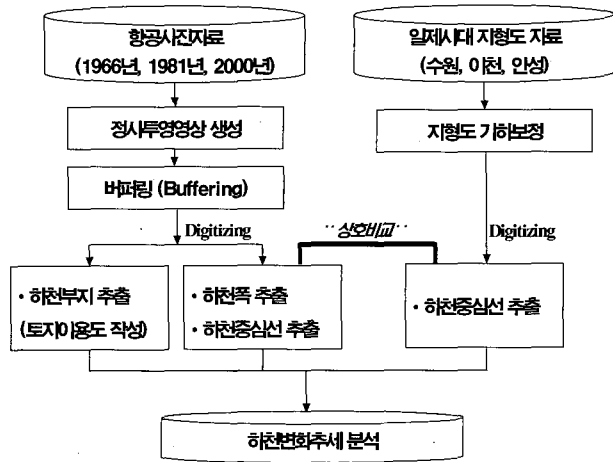 항공사진자료
(1966년, 1981년, 2000년)
일제시대 지형도 자료
(수원, 이천, 안성)
정사투영영상 생성
지형도 기하보정
버퍼링 (Buffering)
Digitizing
··상호비교··
Digitizing
· 하천부지 추출
(토지이용도 작성)
· 하천폭 추출
· 하천중심선 추출
· 하천중심선 추출
하천변화추세 분석